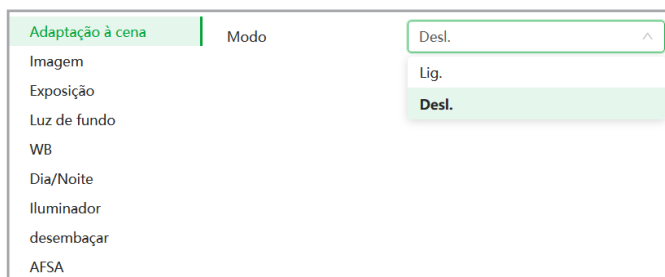 Adaptação à cena
Modo
Desl.
Imagem
Lig.
Exposição
Desl.
Luz de fundo
WB
Dia/Noite
Iluminador
desembaçar
AFSA